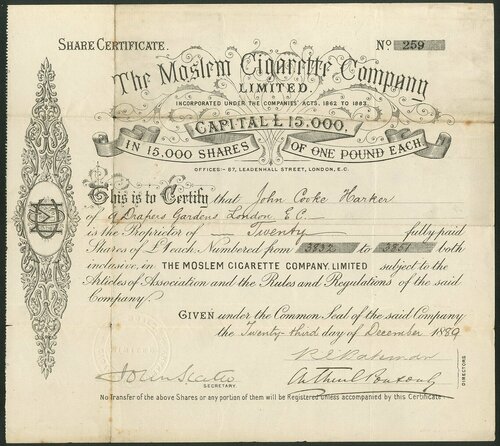 SHARE CERTIFICATE.
No 259
The Moslem Cigarette Company
LIMITED.
INCORPORATED UNDER THE COMPANIES' ACTS, 1862 TO 1883.
CAPITAL £ 15.000.
IN 15.000 SHARES OF ONE POUND EACH.
OFFICES:- 87, LEADENHALL STREET, LONDON, E.C.
This is to Certify that John Cooke Harker
of Drapers Gardens London E.C.
is the Proprietor of Twenty fully-paid
Shares of £1 each, Numbered from 3832 to 3851 both
inclusive, in THE MOSLEM CIGARETTE COMPANY, LIMITED subject to the
Articles of Association and the Rules and Regulations of the said
Company.
GIVEN under the Common Seal of the said Company
the Twenty-third day of December 1889
SECRETARY.
DIRECTORS
No Transfer of the above Shares or any portion of them will be Registered unless accompanied by this Certificate.